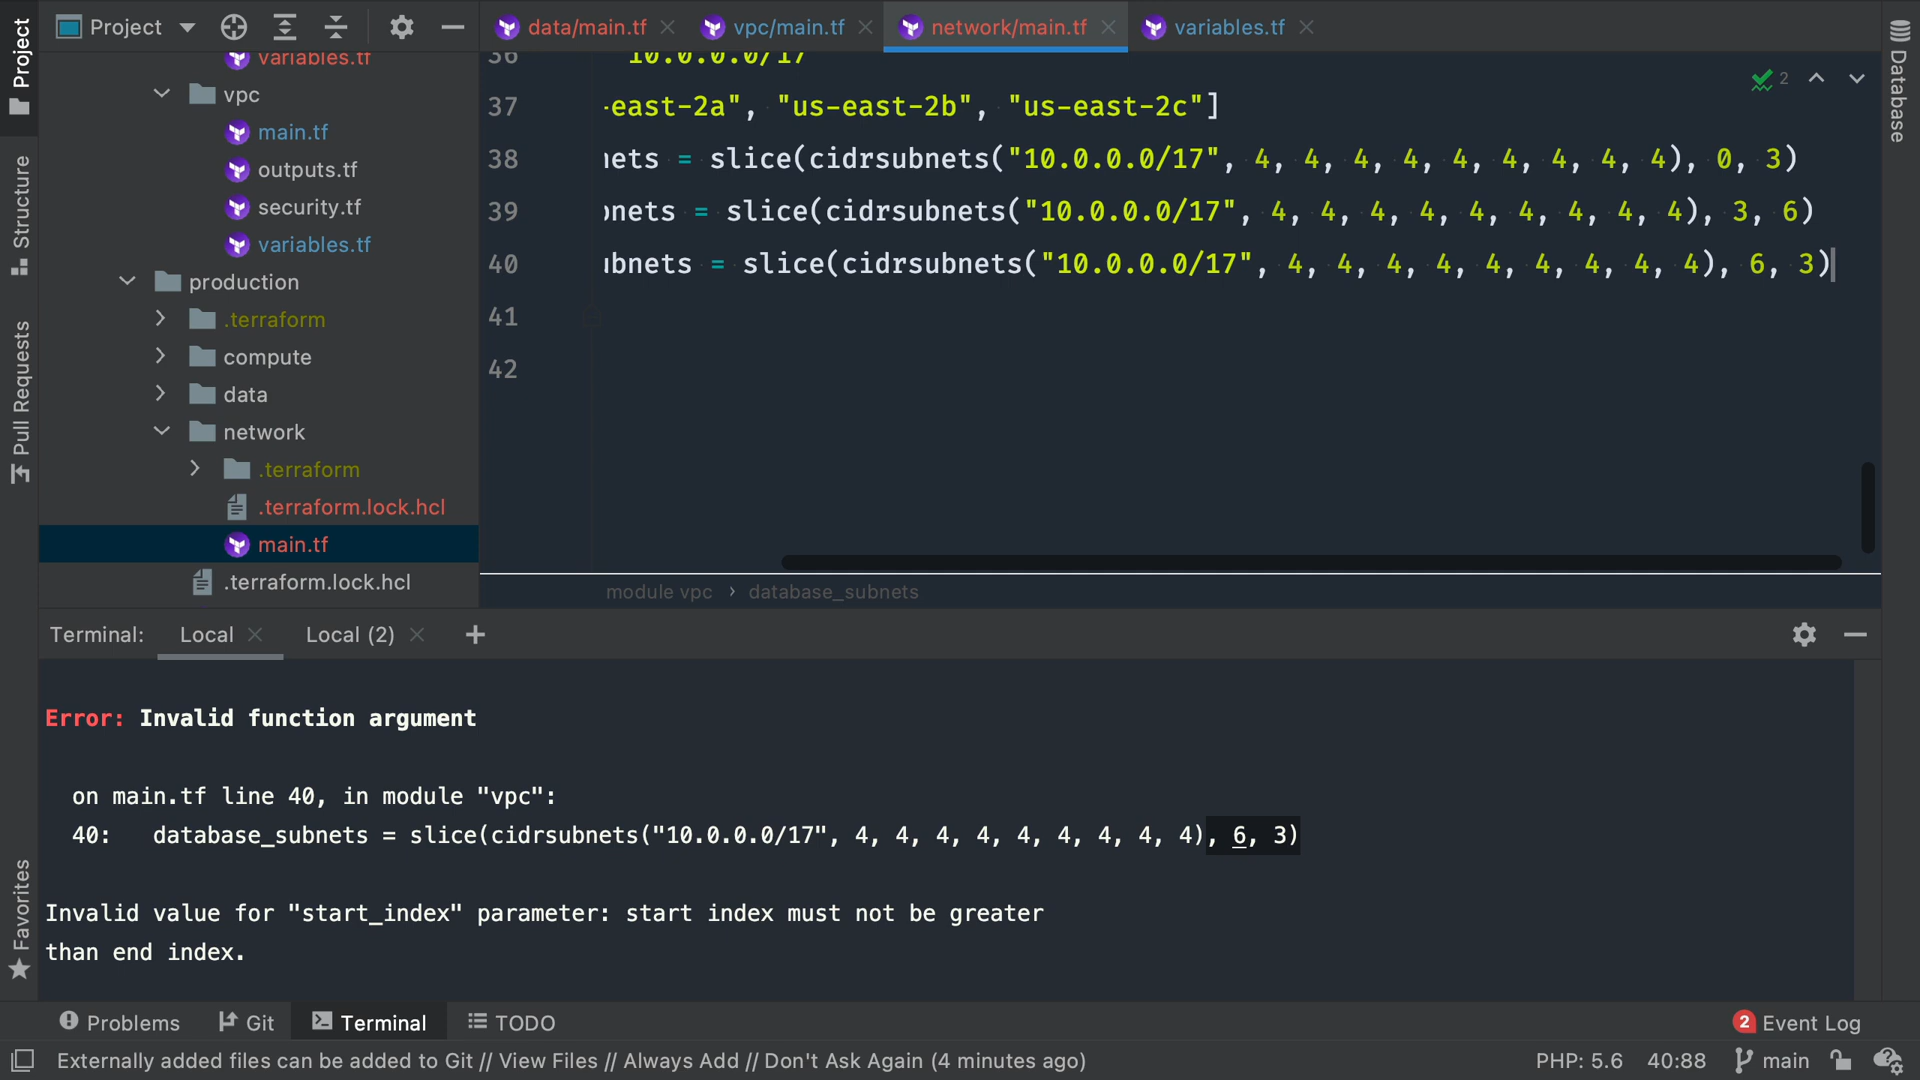 Project
data/main.tf
vpc/main.tf
network/main.tf
variables.tf
Project
Structure
Pull Requests
Favorites
Database
variables.tf
vpc
main.tf
outputs.tf
security.tf
variables.tf
production
.terraform
compute
data
network
.terraform
.terraform.lock.hcl
main.tf
.terraform.lock.hcl
2
36 10.0.0.0/17
37 -east-2a", "us-east-2b", "us-east-2c"]
38 nets = slice(cidrsubnets("10.0.0.0/17", 4, 4, 4, 4, 4, 4, 4, 4, 4), 0, 3)
39 bnets = slice(cidrsubnets("10.0.0.0/17", 4, 4, 4, 4, 4, 4, 4, 4, 4), 3, 6)
40 ubnets = slice(cidrsubnets("10.0.0.0/17", 4, 4, 4, 4, 4, 4, 4, 4, 4), 6, 3)
41
42
module vpc › database_subnets
Terminal: Local Local (2) +
Error: Invalid function argument
on main.tf line 40, in module "vpc":
40: database_subnets = slice(cidrsubnets("10.0.0.0/17", 4, 4, 4, 4, 4, 4, 4, 4, 4), 6, 3)
Invalid value for "start_index" parameter: start index must not be greater
than end index.
Problems Git Terminal TODO
2 Event Log
Externally added files can be added to Git // View Files // Always Add // Don't Ask Again (4 minutes ago)
PHP: 5.6 40:88 main